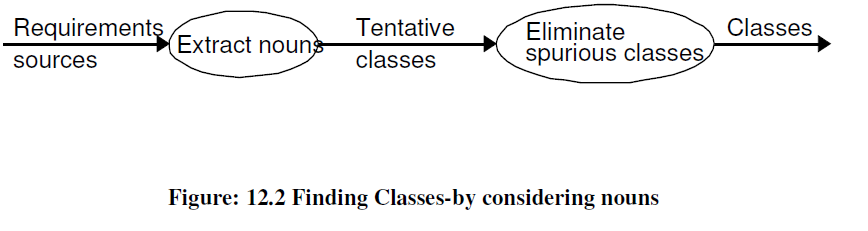 Requirements
sources
Extract nouns
Tentative
classes
Eliminate
spurious classes
Classes
Figure: 12.2 Finding Classes-by considering nouns